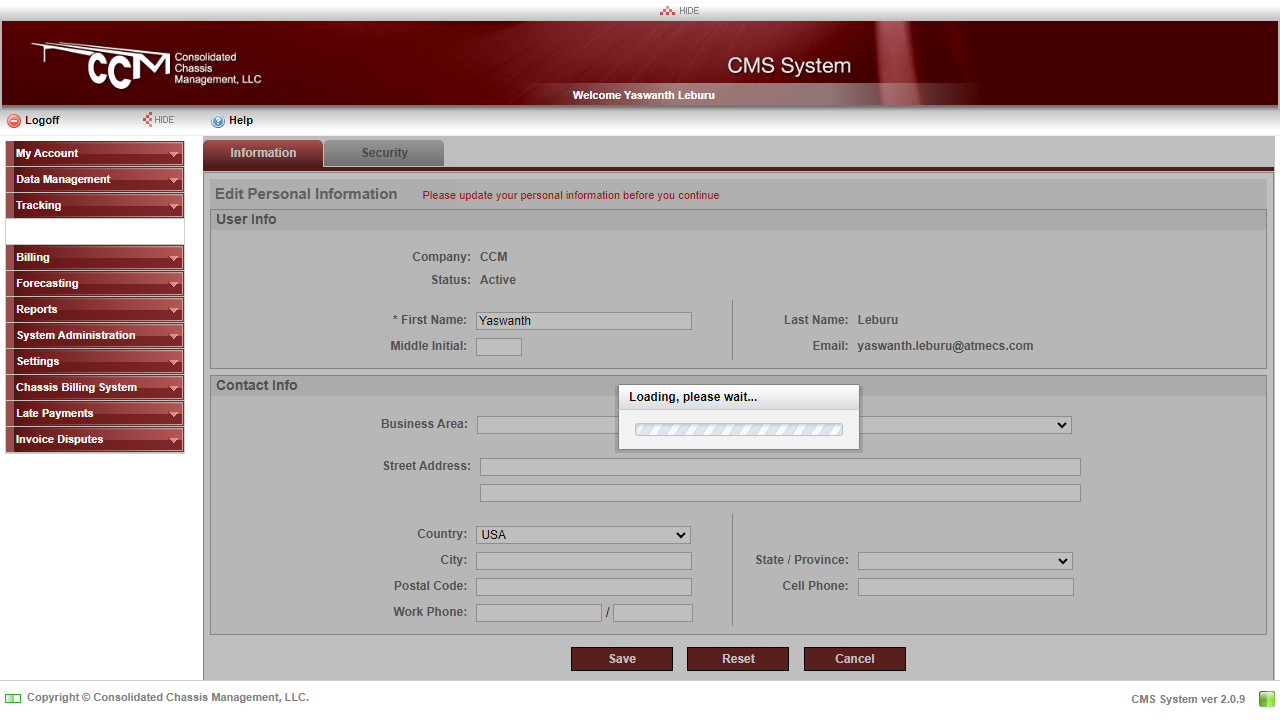 HIDE
CCM Consolidated
Chassis
Management, LLC
CMS System
Welcome Yaswanth Leburu
Logoff
HIDE
Help
My Account
Data Management
Tracking
Billing
Forecasting
Reports
System Administration
Settings
Chassis Billing System
Late Payments
Invoice Disputes
Information
Security
Edit Personal Information
Please update your personal information before you continue
User Info
Company: CCM
Status: Active
* First Name: Yaswanth
Last Name: Leburu
Middle Initial:
Email: yaswanth.leburu@atmecs.com
Contact Info
Loading, please wait...
Business Area:
Street Address:
Country: USA
City:
State / Province:
Postal Code:
Cell Phone:
Work Phone: /
Save
Reset
Cancel
Copyright © Consolidated Chassis Management, LLC.
CMS System ver 2.0.9